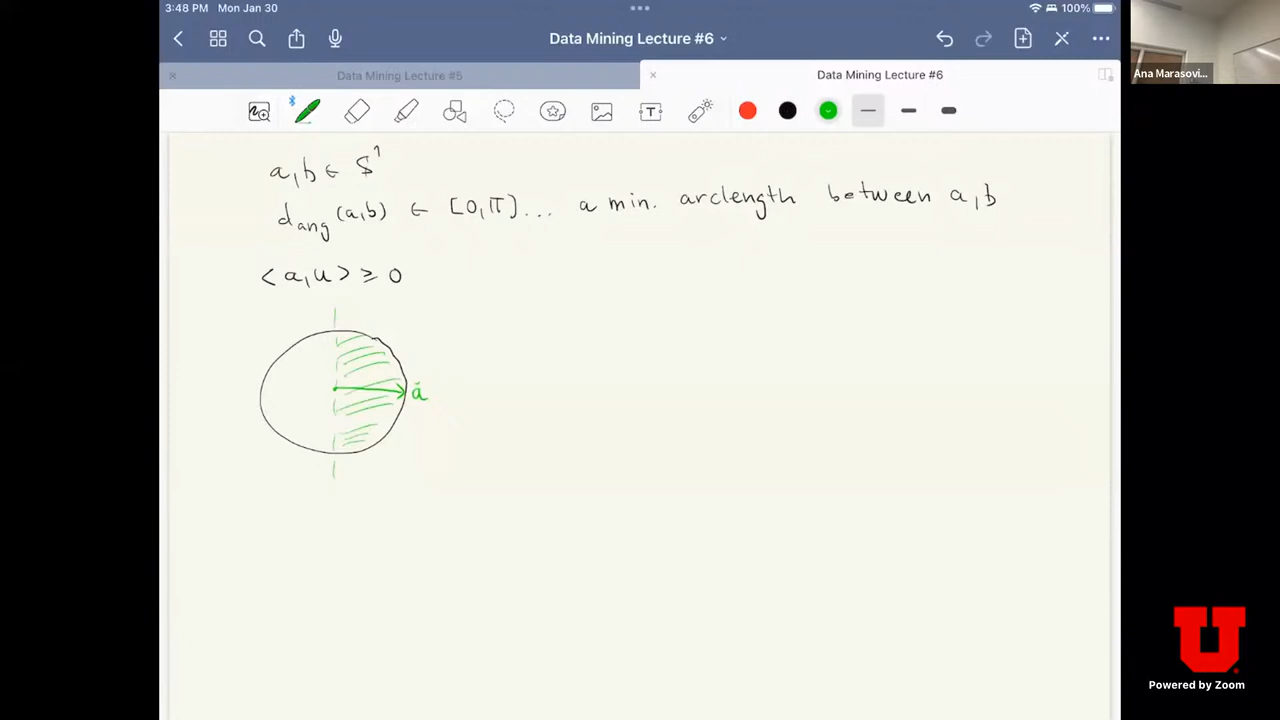 3:48 PM Mon Jan 30
100%
Data Mining Lecture #6
Data Mining Lecture #5
Data Mining Lecture #6
T
Ana Marasovi...
a,b ∈ S¹
d_ang(a,b) ∈ [0,π]... a min. arclength between a,b
<a,u> ≥ 0
a
U
Powered by Zoom